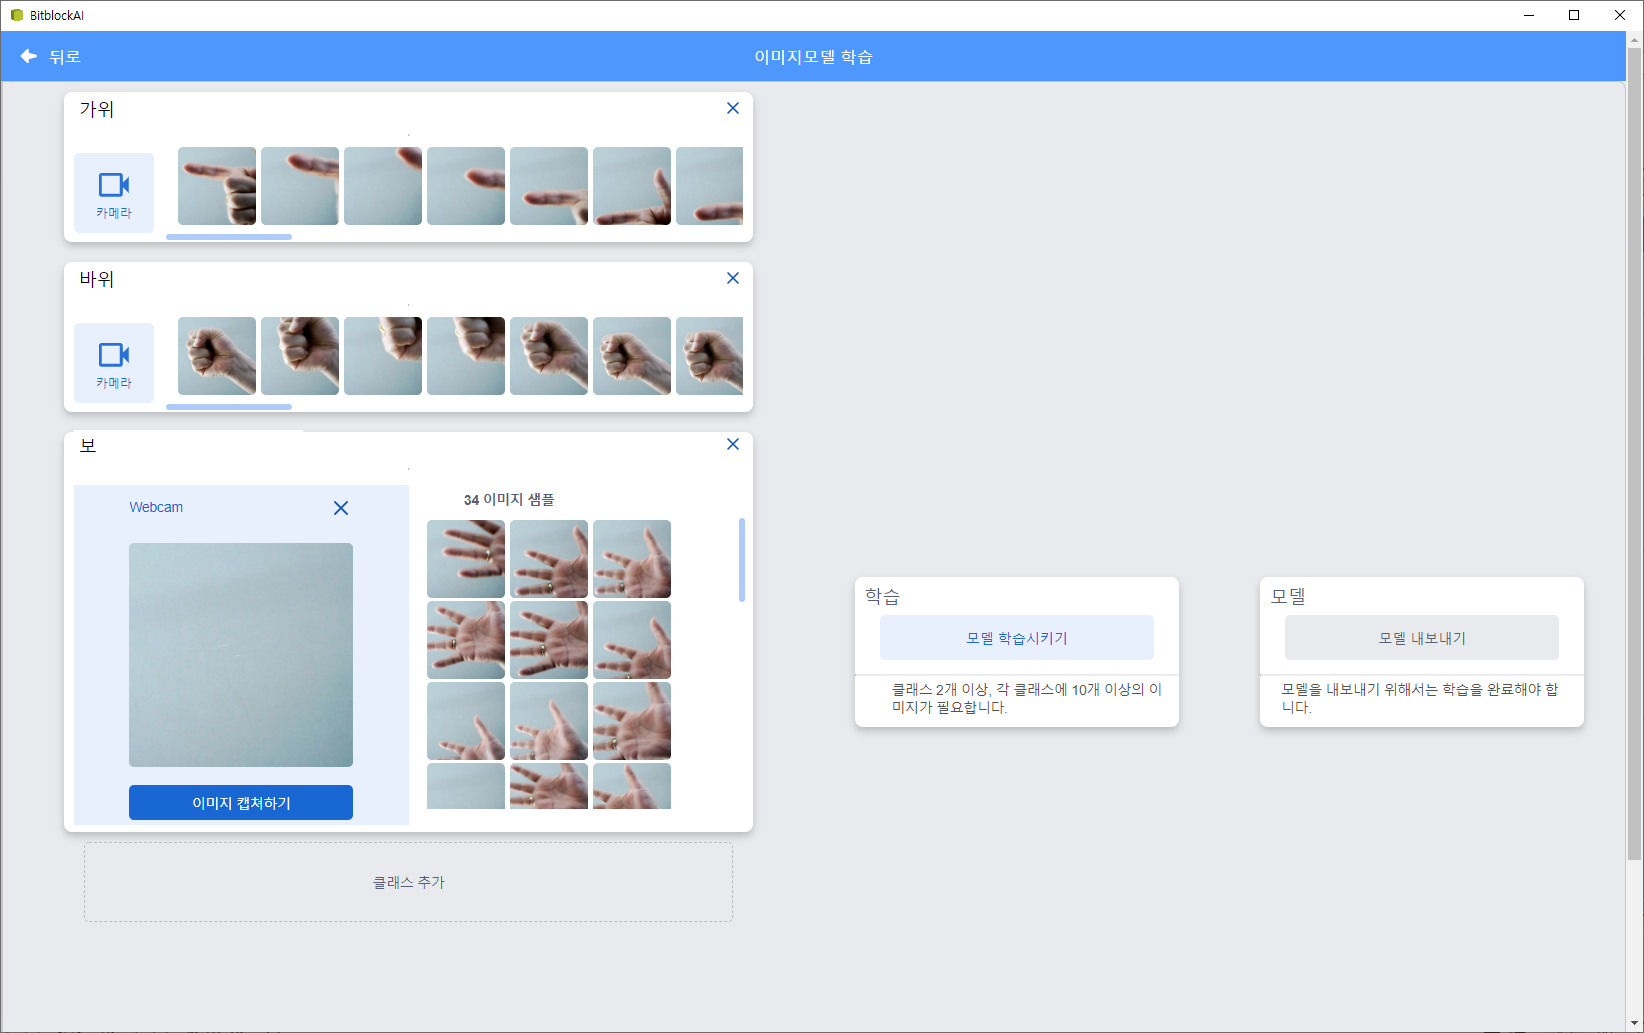 BitblockAI
뒤로
이미지모델 학습
가위
카메라
바위
카메라
보
Webcam
34 이미지 샘플
이미지 캡쳐하기
클래스 추가
학습
모델 학습시키기
클래스 2개 이상, 각 클래스에 10개 이상의 이
미지가 필요합니다.
모델
모델 내보내기
모델을 내보내기 위해서는 학습을 완료해야 합
니다.